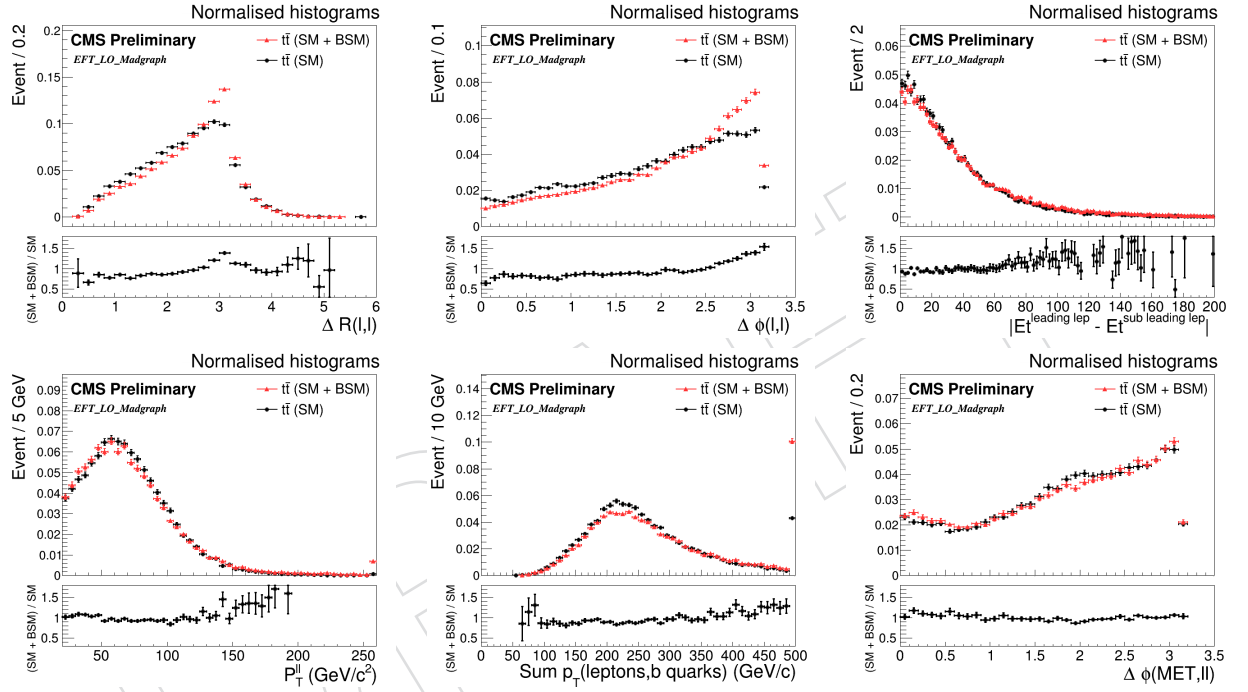 Normalised histograms
Event / 0.2
0.2
0.15
0.1
0.05
0
CMS Preliminary
EFT_LO_Madgraph
tt̄ (SM + BSM)
tt̄ (SM)
(SM + BSM) / SM
1.5
1
0.5
0 1 2 3 4 5 6
Δ R(l,l)
Normalised histograms
Event / 0.1
0.1
0.08
0.06
0.04
0.02
0
CMS Preliminary
EFT_LO_Madgraph
tt̄ (SM + BSM)
tt̄ (SM)
(SM + BSM) / SM
1.5
1
0.5
0 0.5 1 1.5 2 2.5 3 3.5
Δ ϕ(l,l)
Normalised histograms
Event / 2
0.06
0.05
0.04
0.03
0.02
0.01
0
CMS Preliminary
EFT_LO_Madgraph
tt̄ (SM + BSM)
tt̄ (SM)
(SM + BSM) / SM
1.5
1
0.5
0 20 40 60 80 100 120 140 160 180 200
|Et^leading lep - Et^sub leading lep|
Normalised histograms
Event / 5 GeV
0.09
0.08
0.07
0.06
0.05
0.04
0.03
0.02
0.01
0
CMS Preliminary
EFT_LO_Madgraph
tt̄ (SM + BSM)
tt̄ (SM)
(SM + BSM) / SM
1.5
1
0.5
50 100 150 200 250
P_T^ll (GeV/c²)
Normalised histograms
Event / 10 GeV
0.14
0.12
0.1
0.08
0.06
0.04
0.02
0
CMS Preliminary
EFT_LO_Madgraph
tt̄ (SM + BSM)
tt̄ (SM)
(SM + BSM) / SM
1.5
1
0.5
0 50 100 150 200 250 300 350 400 450 500
Sum p_T(leptons,b quarks) (GeV/c)
Normalised histograms
Event / 0.2
0.06
0.05
0.04
0.03
0.02
0.01
0
CMS Preliminary
EFT_LO_Madgraph
tt̄ (SM + BSM)
tt̄ (SM)
(SM + BSM) / SM
1.5
1
0.5
0 0.5 1 1.5 2 2.5 3 3.5
Δ ϕ(MET,ll)